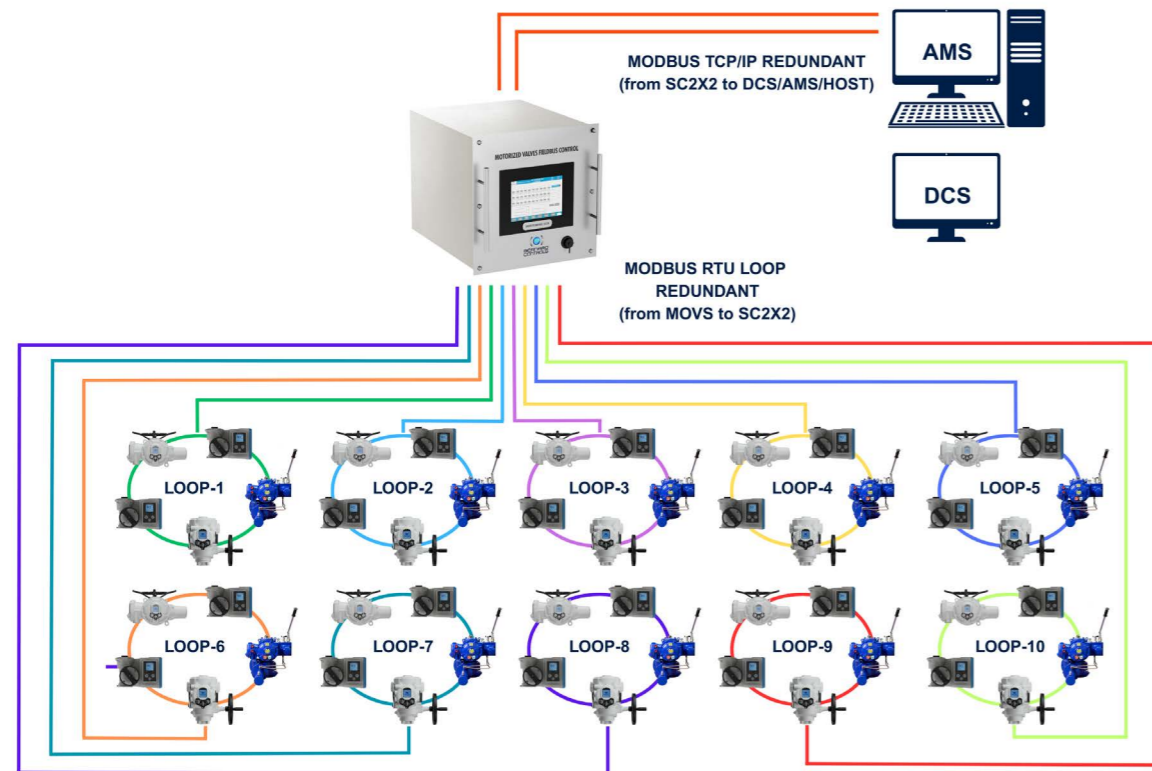 AMS
MODBUS TCP/IP REDUNDANT
(from SC2X2 to DCS/AMS/HOST)
MOTORIZED VALVES FIELDBUS CONTROL
DCS
MODBUS RTU LOOP
REDUNDANT
(from MOVS to SC2X2)
LOOP-1
LOOP-2
LOOP-3
LOOP-4
LOOP-5
LOOP-6
LOOP-7
LOOP-8
LOOP-9
LOOP-10